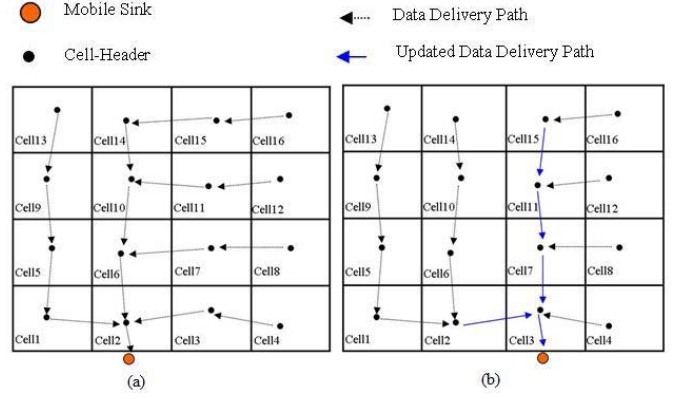 Mobile Sink
Data Delivery Path
Cell-Header
Updated Data Delivery Path
Cell13 Cell14 Cell15 Cell16
Cell9 Cell10 Cell11 Cell12
Cell5 Cell6 Cell7 Cell8
Cell1 Cell2 Cell3 Cell4
(a)
Cell13 Cell14 Cell15 Cell16
Cell9 Cell10 Cell11 Cell12
Cell5 Cell6 Cell7 Cell8
Cell1 Cell2 Cell3 Cell4
(b)